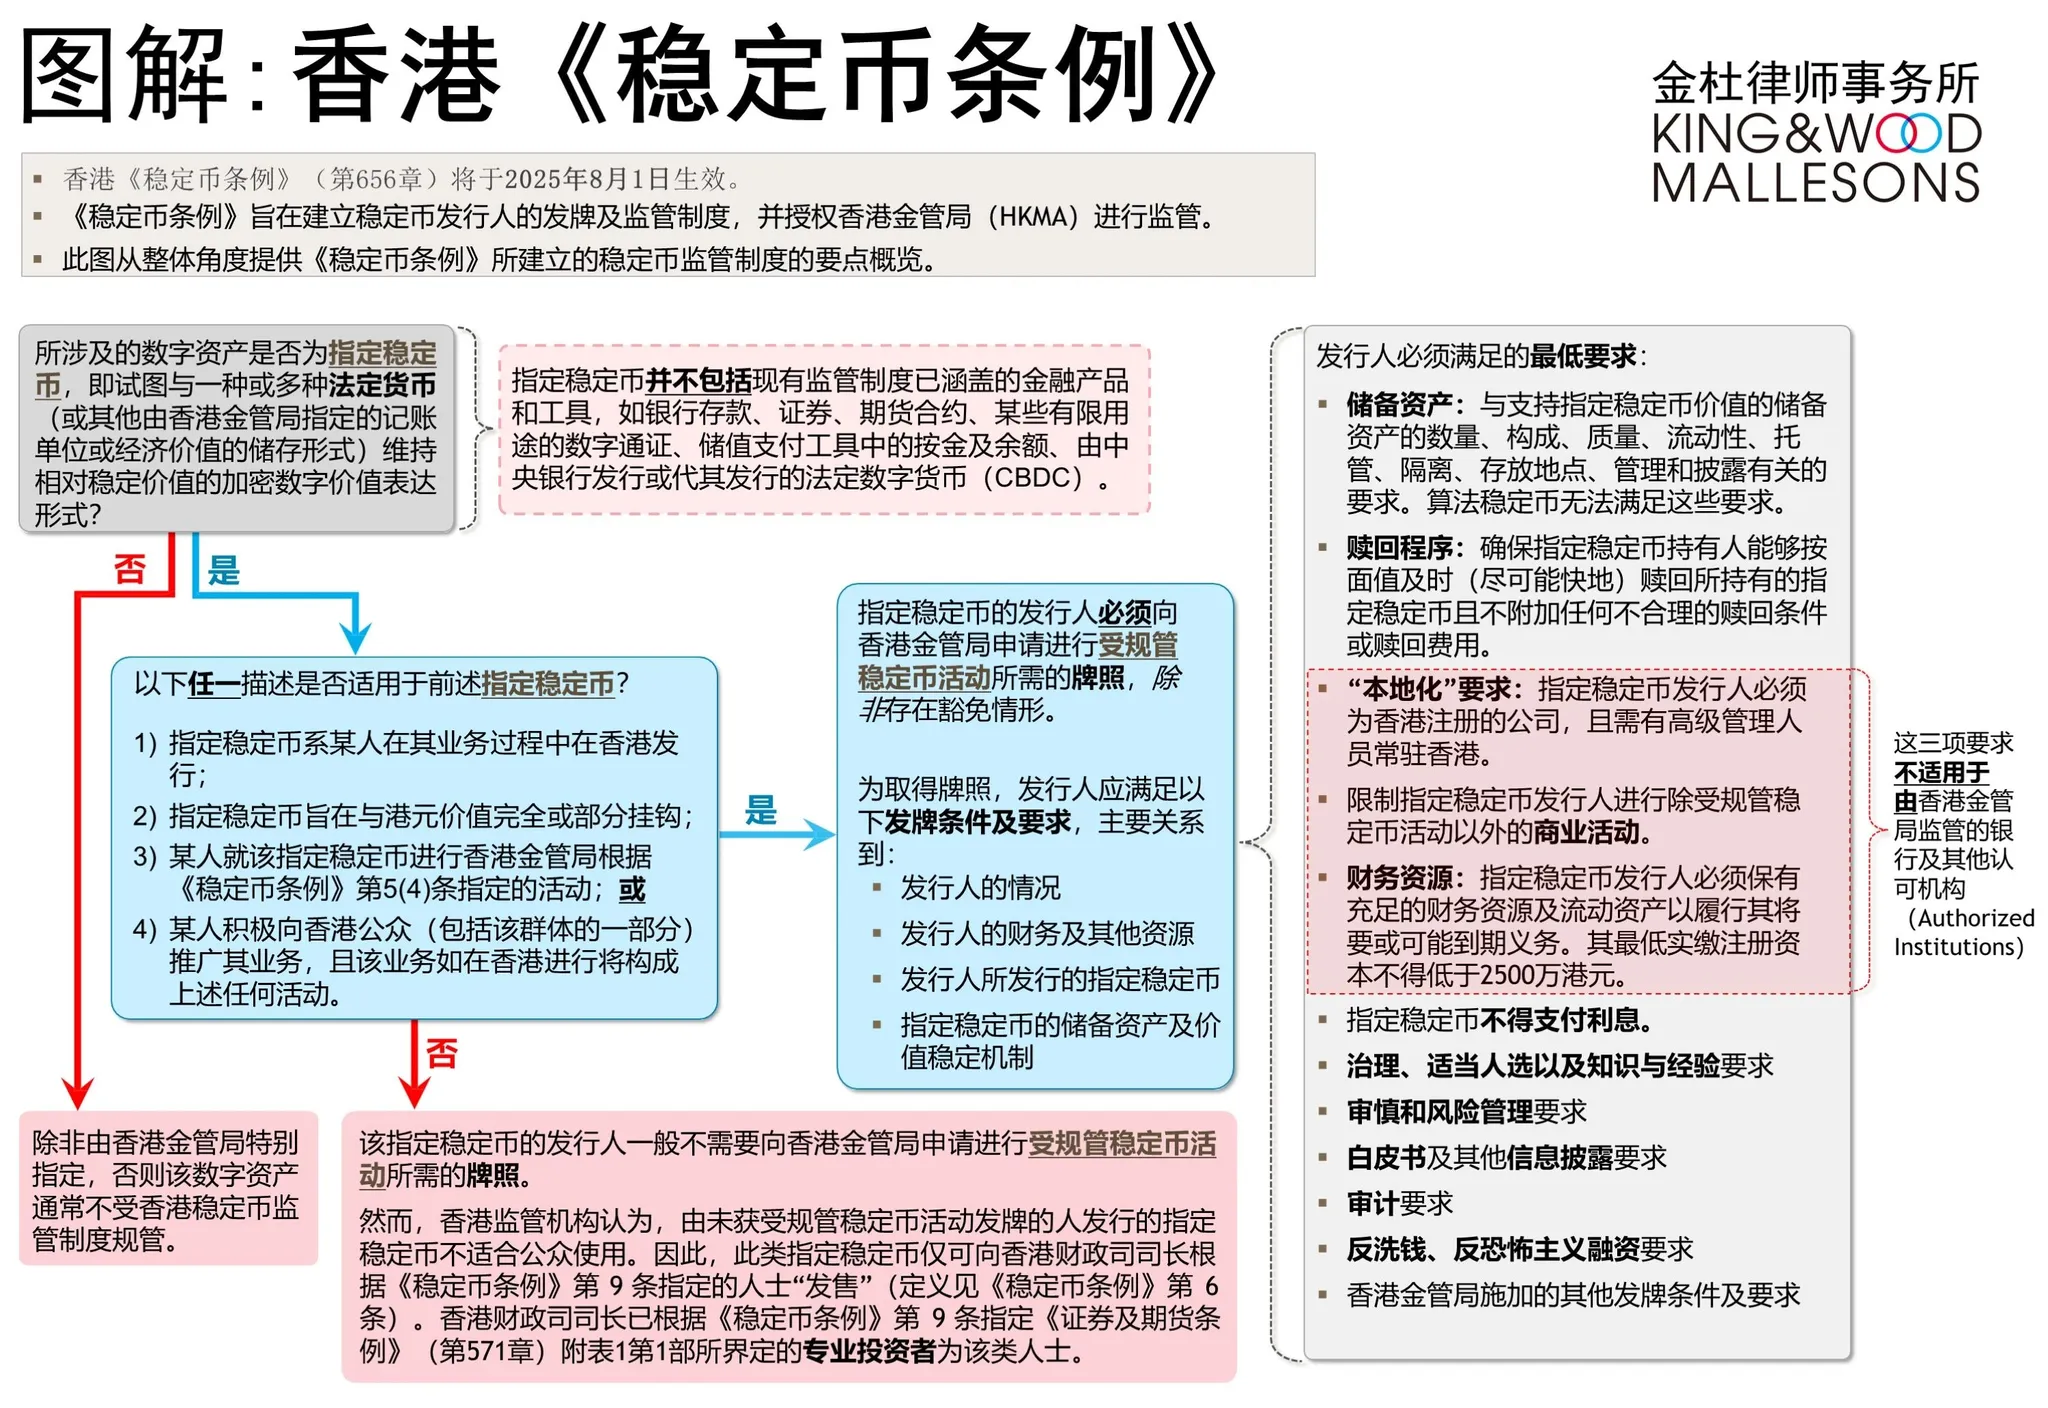 图解:香港《稳定币条例》
金杜律师事务所
KING&WOOD
MALLESONS
▪ 香港《稳定币条例》（第656章）将于2025年8月1日生效。
▪ 《稳定币条例》旨在建立稳定币发行人的发牌及监管制度，并授权香港金管局（HKMA）进行监管。
▪ 此图从整体角度提供《稳定币条例》所建立的稳定币监管制度的要点概览。
所涉及的数字资产是否为指定稳定
币，即试图与一种或多种法定货币
（或其他由香港金管局指定的记账
单位或经济价值的储存形式）维持
相对稳定价值的加密数字价值表达
形式？
指定稳定币并不包括现有监管制度已涵盖的金融产品
和工具，如银行存款、证券、期货合约、某些有限用
途的数字通证、储值支付工具中的按金及余额、由中
央银行发行或代其发行的法定数字货币（CBDC）。
否
是
以下任一描述是否适用于前述指定稳定币？
1) 指定稳定币系某人在其业务过程中在香港发
行；
2) 指定稳定币旨在与港元价值完全或部分挂钩；
3) 某人就该指定稳定币进行香港金管局根据
《稳定币条例》第5(4)条指定的活动；或
4) 某人积极向香港公众（包括该群体的一部分）
推广其业务，且该业务如在香港进行将构成
上述任何活动。
是
否
指定稳定币的发行人必须向
香港金管局申请进行受规管
稳定币活动所需的牌照，除
非存在豁免情形。
为取得牌照，发行人应满足以
下发牌条件及要求，主要关系
到：
▪ 发行人的情况
▪ 发行人的财务及其他资源
▪ 发行人所发行的指定稳定币
▪ 指定稳定币的储备资产及价
值稳定机制
除非由香港金管局特别
指定，否则该数字资产
通常不受香港稳定币监
管制度规管。
该指定稳定币的发行人一般不需要向香港金管局申请进行受规管稳定币活
动所需的牌照。
然而，香港监管机构认为，由未获受规管稳定币活动发牌的人发行的指定
稳定币不适合公众使用。因此，此类指定稳定币仅可向香港财政司司长根
据《稳定币条例》第 9 条指定的人士“发售”（定义见《稳定币条例》第 6
条）。香港财政司司长已根据《稳定币条例》第 9 条指定《证券及期货条
例》（第571章）附表1第1部所界定的专业投资者为该类人士。
发行人必须满足的最低要求：
▪ 储备资产：与支持指定稳定币价值的储备
资产的数量、构成、质量、流动性、托
管、隔离、存放地点、管理和披露有关的
要求。算法稳定币无法满足这些要求。
▪ 赎回程序：确保指定稳定币持有人能够按
面值及时（尽可能快地）赎回所持有的指
定稳定币且不附加任何不合理的赎回条件
或赎回费用。
▪ “本地化”要求：指定稳定币发行人必须
为香港注册的公司，且需有高级管理人
员常驻香港。
▪ 限制指定稳定币发行人进行除受规管稳
定币活动以外的商业活动。
▪ 财务资源：指定稳定币发行人必须保有
充足的财务资源及流动资产以履行其将
要或可能到期义务。其最低实缴注册资
本不得低于2500万港元。
▪ 指定稳定币不得支付利息。
▪ 治理、适当人选以及知识与经验要求
▪ 审慎和风险管理要求
▪ 白皮书及其他信息披露要求
▪ 审计要求
▪ 反洗钱、反恐怖主义融资要求
▪ 香港金管局施加的其他发牌条件及要求
这三项要求
不适用于
由香港金管
局监管的银
行及其他认
可机构
（Authorized
Institutions）